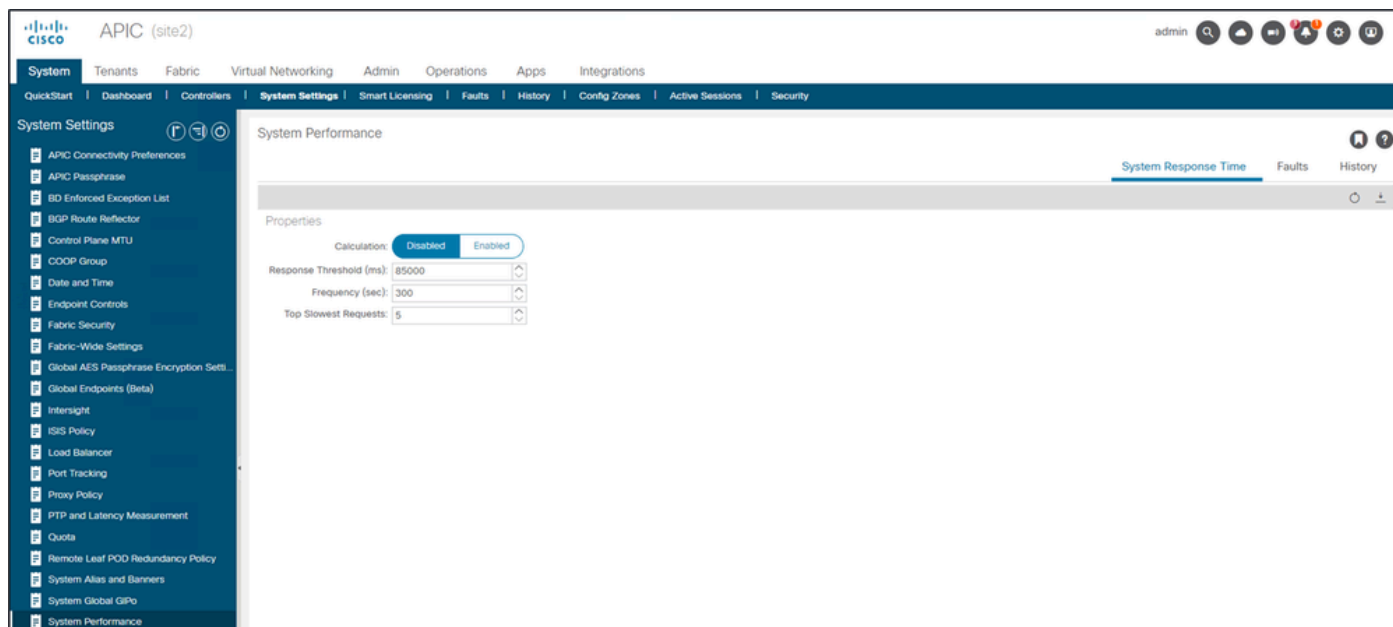 CISCO
APIC (site2)
admin
System Tenants Fabric Virtual Networking Admin Operations Apps Integrations
QuickStart | Dashboard | Controllers | System Settings | Smart Licensing | Faults | History | Config Zones | Active Sessions | Security
System Settings
APIC Connectivity Preferences
APIC Passphrase
BD Enforced Exception List
BGP Route Reflector
Control Plane MTU
COOP Group
Date and Time
Endpoint Controls
Fabric Security
Fabric-Wide Settings
Global AES Passphrase Encryption Setti...
Global Endpoints (Beta)
Intersight
ISIS Policy
Load Balancer
Port Tracking
Proxy Policy
PTP and Latency Measurement
Quota
Remote Leaf POD Redundancy Policy
System Alias and Banners
System Global GIPo
System Performance
System Performance
System Response Time Faults History
Properties
Calculation: Disabled Enabled
Response Threshold (ms): 85000
Frequency (sec): 300
Top Slowest Requests: 5